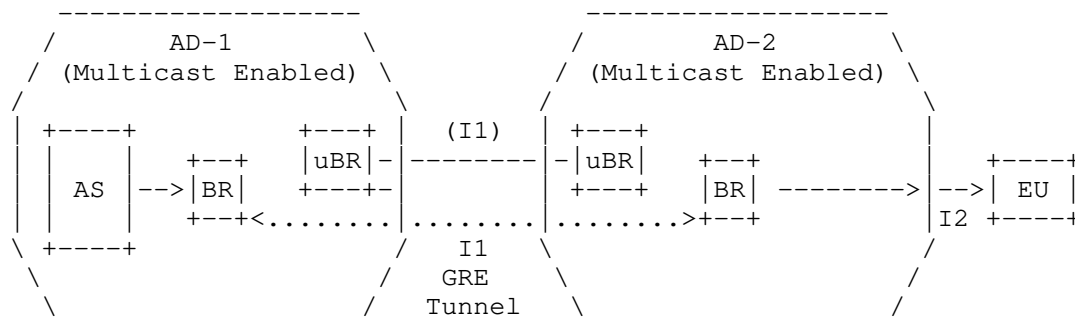 AD-1 AD-2
(Multicast Enabled) (Multicast Enabled)
(I1)
uBR uBR
AS BR BR EU
I2
I1
GRE
Tunnel